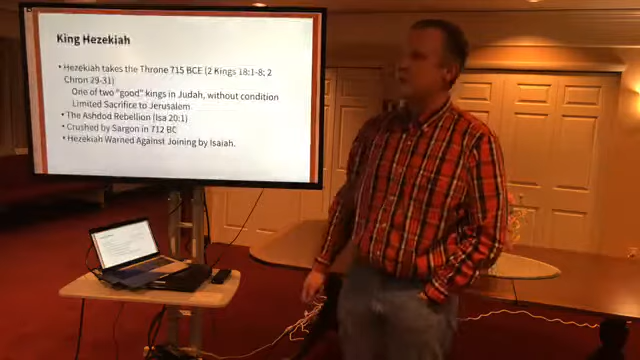 King Hezekiah
• Hezekiah takes the Throne 715 BCE (2 Kings 18:1-8; 2
Chron 29-31)
One of two "good" kings in Judah, without condition
Limited Sacrifice to Jerusalem
• The Ashdod Rebellion (Isa 20:1)
• Crushed by Sargon in 712 BC
• Hezekiah Warned Against Joining by Isaiah.